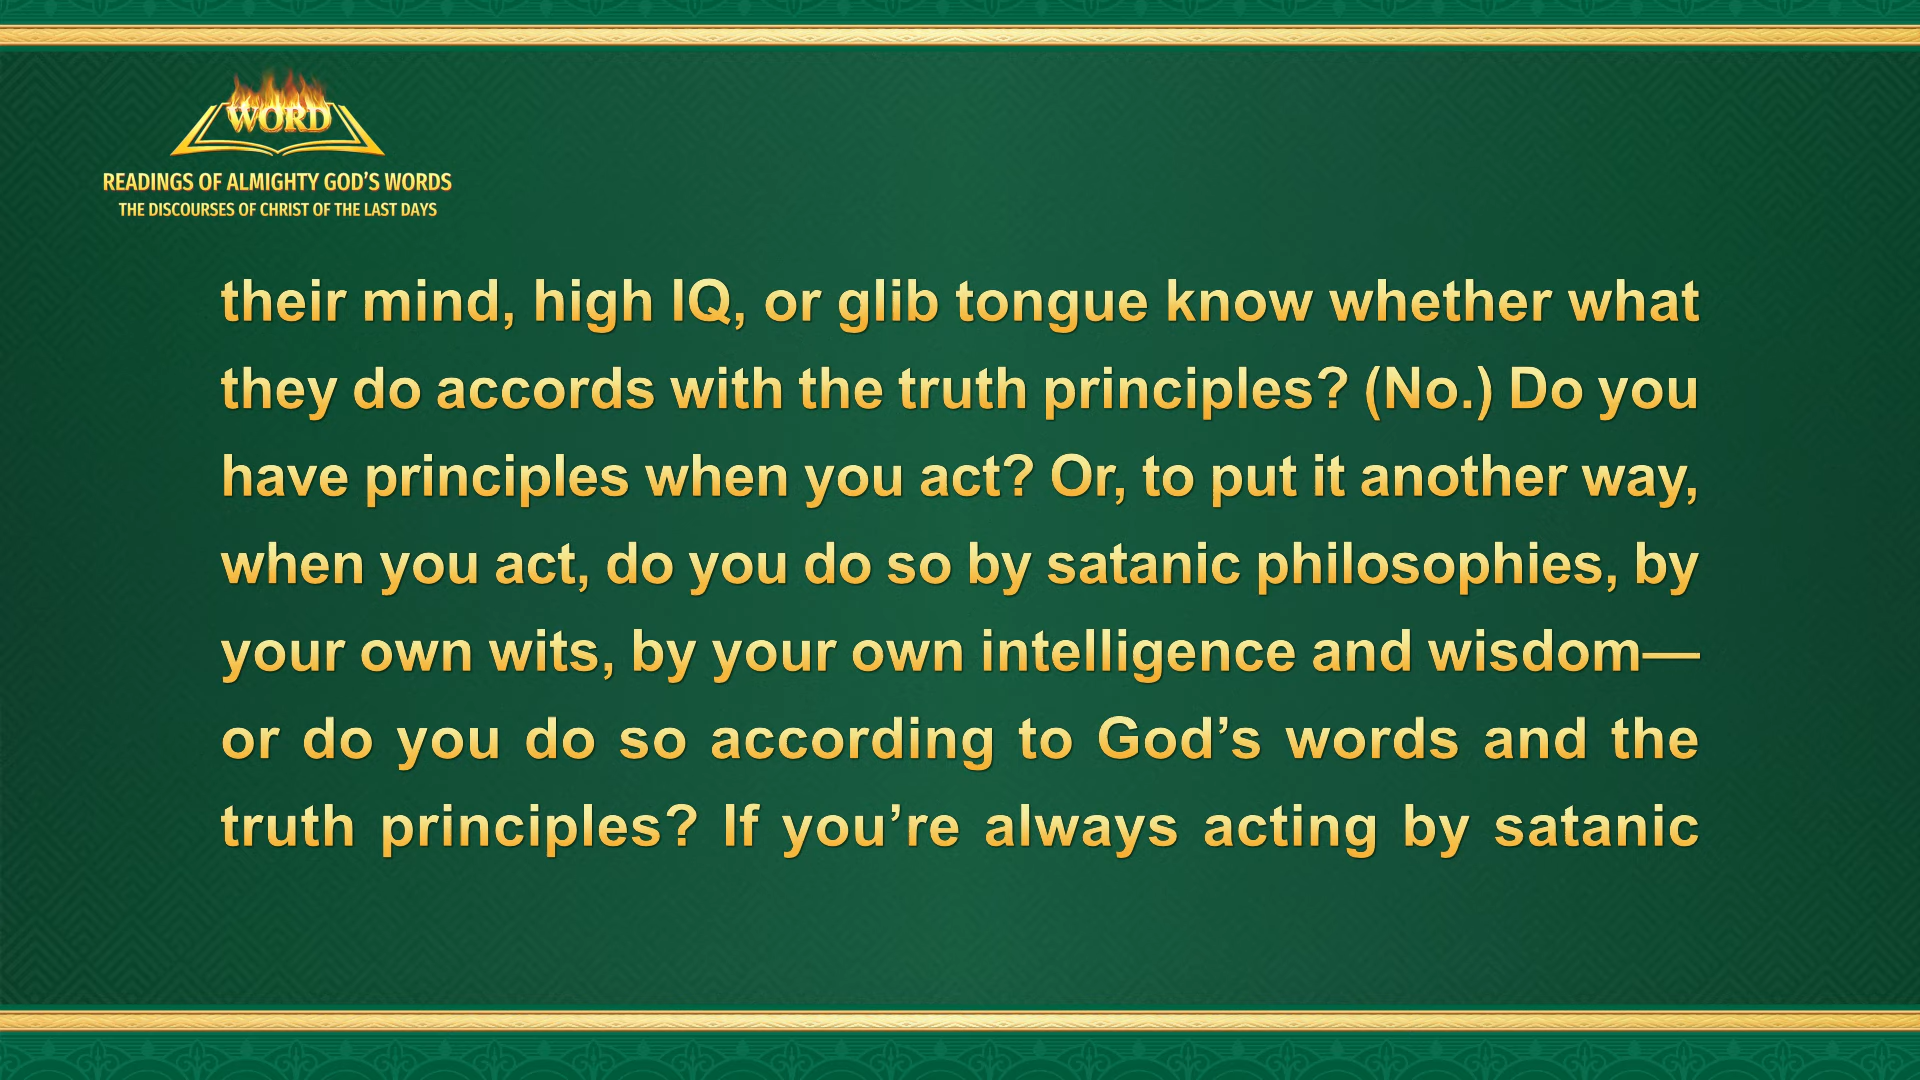 WORD
READINGS OF ALMIGHTY GOD’S WORDS
THE DISCOURSES OF CHRIST OF THE LAST DAYS
their mind, high IQ, or glib tongue know whether what
they do accords with the truth principles? (No.) Do you
have principles when you act? Or, to put it another way,
when you act, do you do so by satanic philosophies, by
your own wits, by your own intelligence and wisdom—
or do you do so according to God’s words and the
truth principles? If you’re always acting by satanic